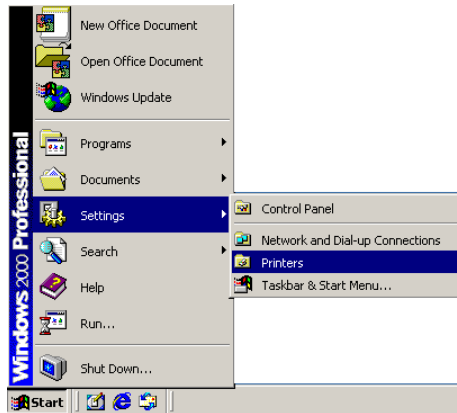 New Office Document
Open Office Document
Windows Update
Programs
Documents
Settings
Search
Help
Run...
Shut Down...
Windows 2000 Professional
Control Panel
Network and Dial-up Connections
Printers
Taskbar & Start Menu...
Start